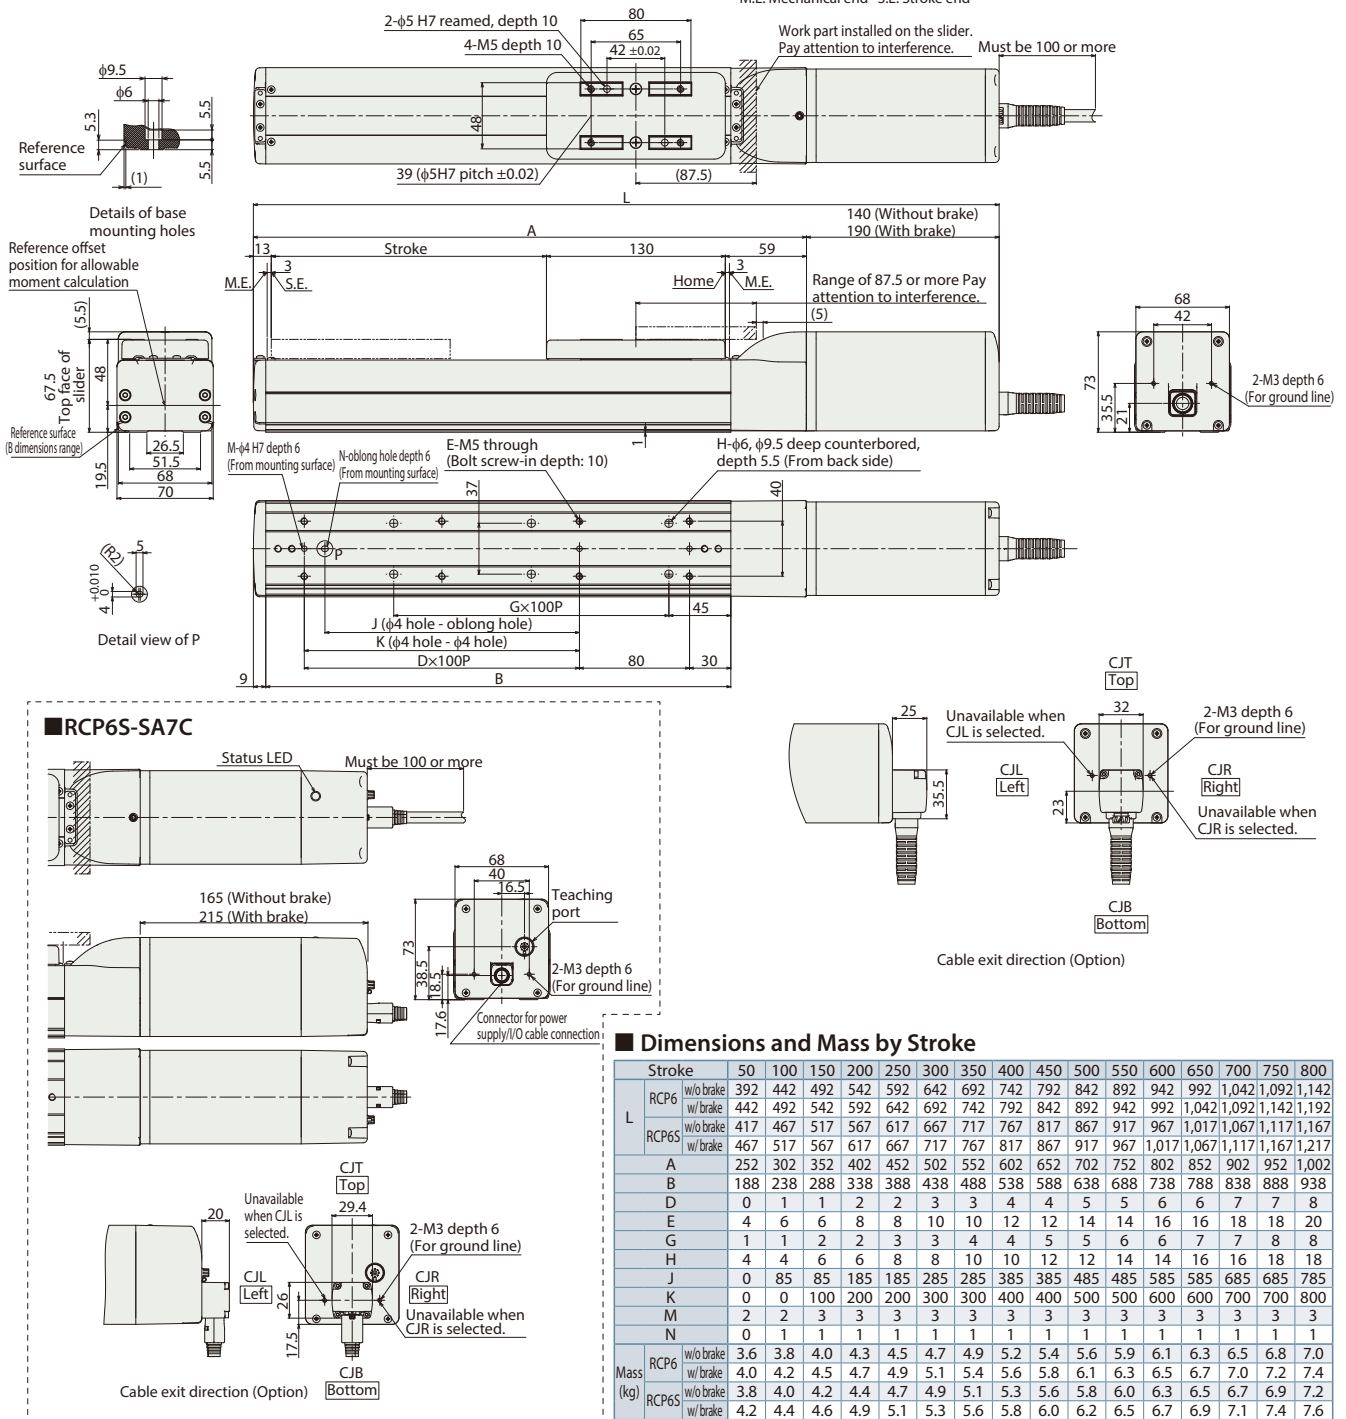 M.E. Mechanical end S.E. Stroke end
2-ϕ5 H7 reamed, depth 10
80
65
4-M5 depth 10
42 ±0.02
Work part installed on the slider.
Pay attention to interference.
Must be 100 or more
ϕ9.5
ϕ6
5.3
5.5
5.5
Reference
surface
(1)
48
39 (ϕ5H7 pitch ±0.02)
(87.5)
Details of base
mounting holes
L
140 (Without brake)
190 (With brake)
A
13
Stroke
130
59
3
M.E.
S.E.
Home
3
M.E.
Range of 87.5 or more Pay
attention to interference.
(5)
Reference offset
position for allowable
moment calculation
(5.5)
67.5
Top face of
slider
48
19.5
Reference surface
(B dimensions range)
26.5
51.5
68
70
1
68
42
73
35.5
21
2-M3 depth 6
(For ground line)
M-ϕ4 H7 depth 6
(From mounting surface)
N-oblong hole depth 6
(From mounting surface)
E-M5 through
(Bolt screw-in depth: 10)
H-ϕ6, ϕ9.5 deep counterbored,
depth 5.5 (From back side)
37
40
P
(R2)
5
4 +0.010 0
Detail view of P
G×100P
45
J (ϕ4 hole - oblong hole)
K (ϕ4 hole - ϕ4 hole)
D×100P
80
30
9
B
■RCP6S-SA7C
Status LED
Must be 100 or more
165 (Without brake)
215 (With brake)
68
40
16.5
Teaching
port
73
38.5
18.5
17.6
2-M3 depth 6
(For ground line)
Connector for power
supply/I/O cable connection
CJT
Top
29.4
20
Unavailable
when CJL is
selected.
2-M3 depth 6
(For ground line)
CJL
Left
CJR
Right
26
17.5
Unavailable when
CJR is selected.
CJB
Bottom
Cable exit direction (Option)
CJT
Top
25
32
Unavailable when
CJL is selected.
2-M3 depth 6
(For ground line)
CJL
Left
CJR
Right
35.5
23
Unavailable when
CJR is selected.
CJB
Bottom
Cable exit direction (Option)
■ Dimensions and Mass by Stroke
Stroke 50 100 150 200 250 300 350 400 450 500 550 600 650 700 750 800
L RCP6 w/o brake 392 442 492 542 592 642 692 742 792 842 892 942 992 1,042 1,092 1,142
w/ brake 442 492 542 592 642 692 742 792 842 892 942 992 1,042 1,092 1,142 1,192
RCP6S w/o brake 417 467 517 567 617 667 717 767 817 867 917 967 1,017 1,067 1,117 1,167
w/ brake 467 517 567 617 667 717 767 817 867 917 967 1,017 1,067 1,117 1,167 1,217
A 252 302 352 402 452 502 552 602 652 702 752 802 852 902 952 1,002
B 188 238 288 338 388 438 488 538 588 638 688 738 788 838 888 938
D 0 1 1 2 2 3 3 4 4 5 5 6 6 7 7 8
E 4 6 6 8 8 10 10 12 12 14 14 16 16 18 18 20
G 1 1 2 2 3 3 4 4 5 5 6 6 7 7 8 8
H 4 4 6 6 8 8 10 10 12 12 14 14 16 16 18 18
J 0 85 85 185 185 285 285 385 385 485 485 585 585 685 685 785
K 0 0 100 200 200 300 300 400 400 500 500 600 600 700 700 800
M 2 2 3 3 3 3 3 3 3 3 3 3 3 3 3 3
N 0 1 1 1 1 1 1 1 1 1 1 1 1 1 1 1
Mass (kg) RCP6 w/o brake 3.6 3.8 4.0 4.3 4.5 4.7 4.9 5.2 5.4 5.6 5.9 6.1 6.3 6.5 6.8 7.0
w/ brake 4.0 4.2 4.5 4.7 4.9 5.1 5.4 5.6 5.8 6.1 6.3 6.5 6.7 7.0 7.2 7.4
RCP6S w/o brake 3.8 4.0 4.2 4.4 4.7 4.9 5.1 5.3 5.6 5.8 6.0 6.3 6.5 6.7 6.9 7.2
w/ brake 4.2 4.4 4.6 4.9 5.1 5.3 5.6 5.8 6.0 6.2 6.5 6.7 6.9 7.1 7.4 7.6